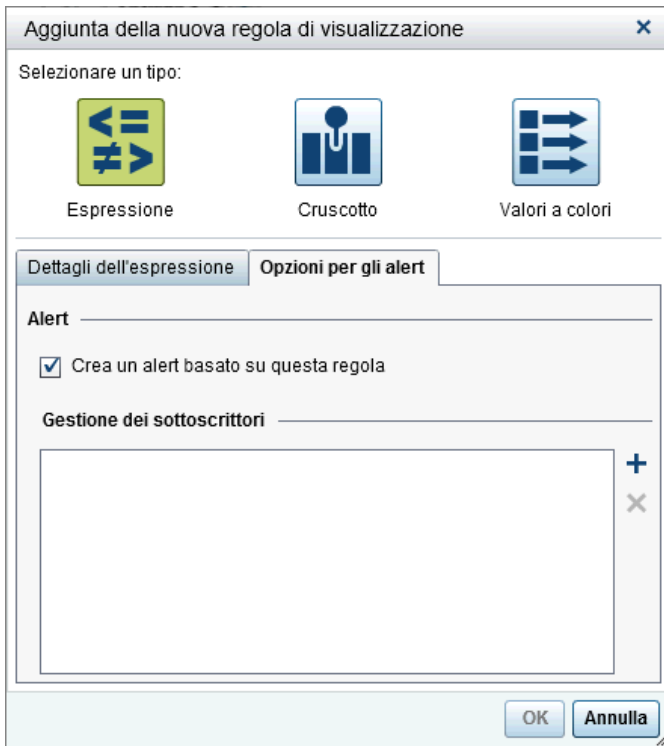 Aggiunta della nuova regola di visualizzazione
Selezionare un tipo:
Espressione
Cruscotto
Valori a colori
Dettagli dell'espressione
Opzioni per gli alert
Alert
Crea un alert basato su questa regola
Gestione dei sottoscrittori
OK
Annulla